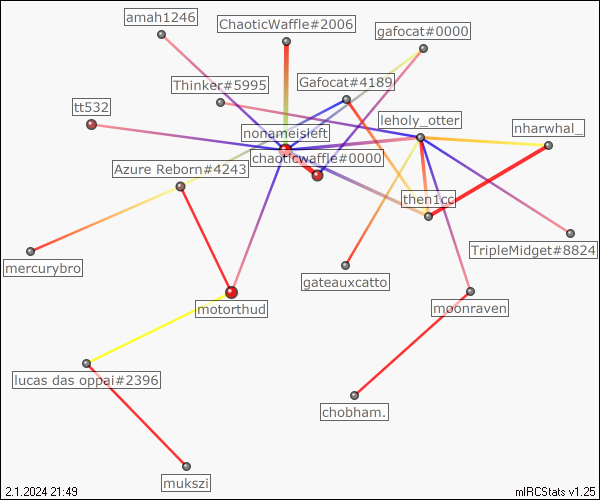 amah1246
ChaoticWaffle#2006
gafocat#0000
Thinker#5995
Gafocat#4189
tt532
leholy_otter
nharwhal_
nonameisleft
chaoticwaffle#0000
Azure Reborn#4243
then1cc
TripleMidget#8824
mercurybro
gateauxcatto
motorthud
moonraven
lucas das oppai#2396
chobham.
mukszi
2.1.2024 21:49
mIRCStats v1.25